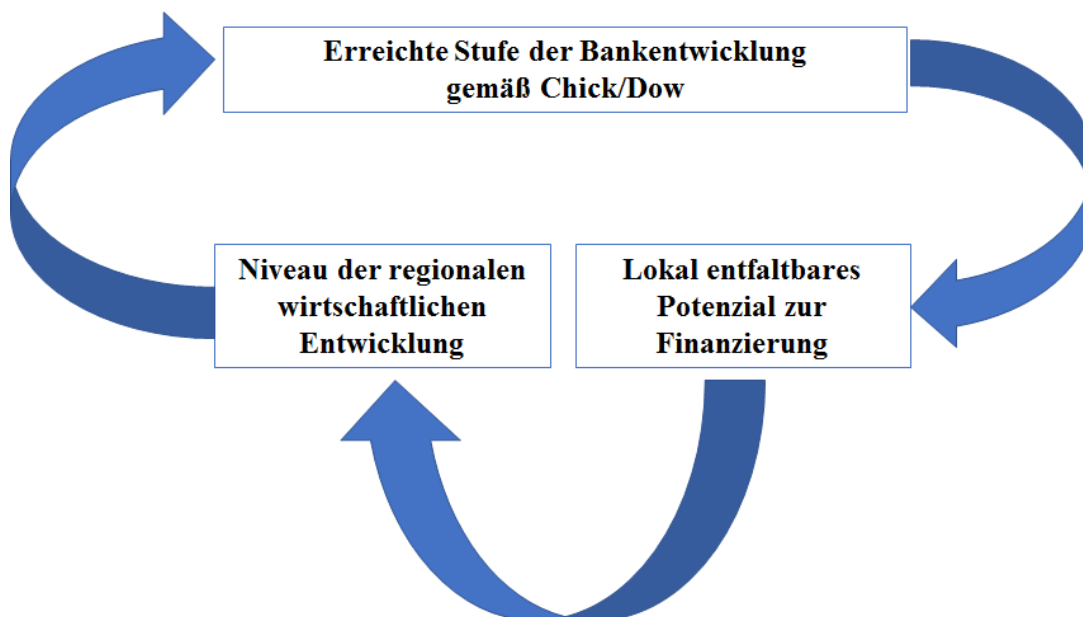 Erreichte Stufe der Bankentwicklung
gemäß Chick/Dow
Niveau der regionalen
wirtschaftlichen
Entwicklung
Lokal entfaltbares
Potenzial zur
Finanzierung